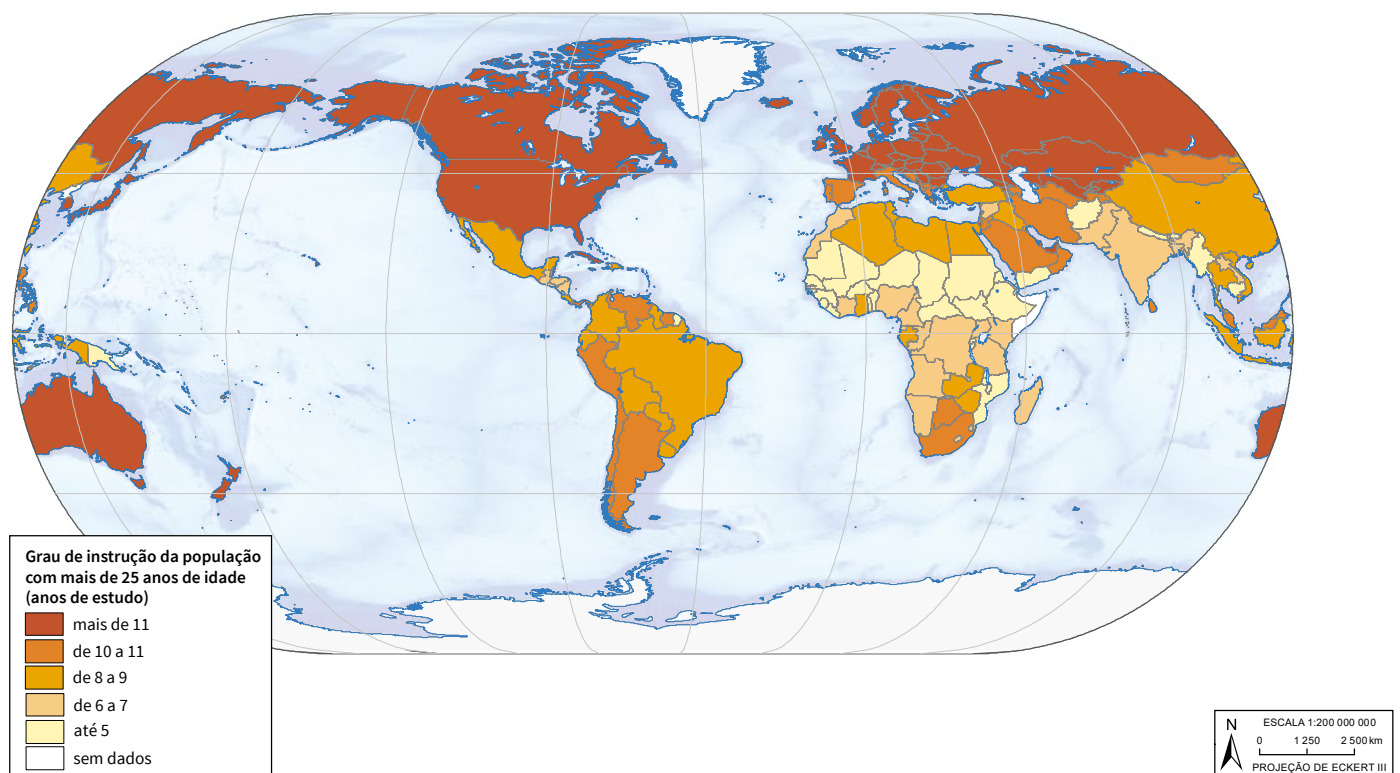 Grau de instrução da população
com mais de 25 anos de idade
(anos de estudo)
mais de 11
de 10 a 11
de 8 a 9
de 6 a 7
até 5
sem dados
N
ESCALA 1:200 000 000
0 1 250 2 500 km
PROJEÇÃO DE ECKERT III